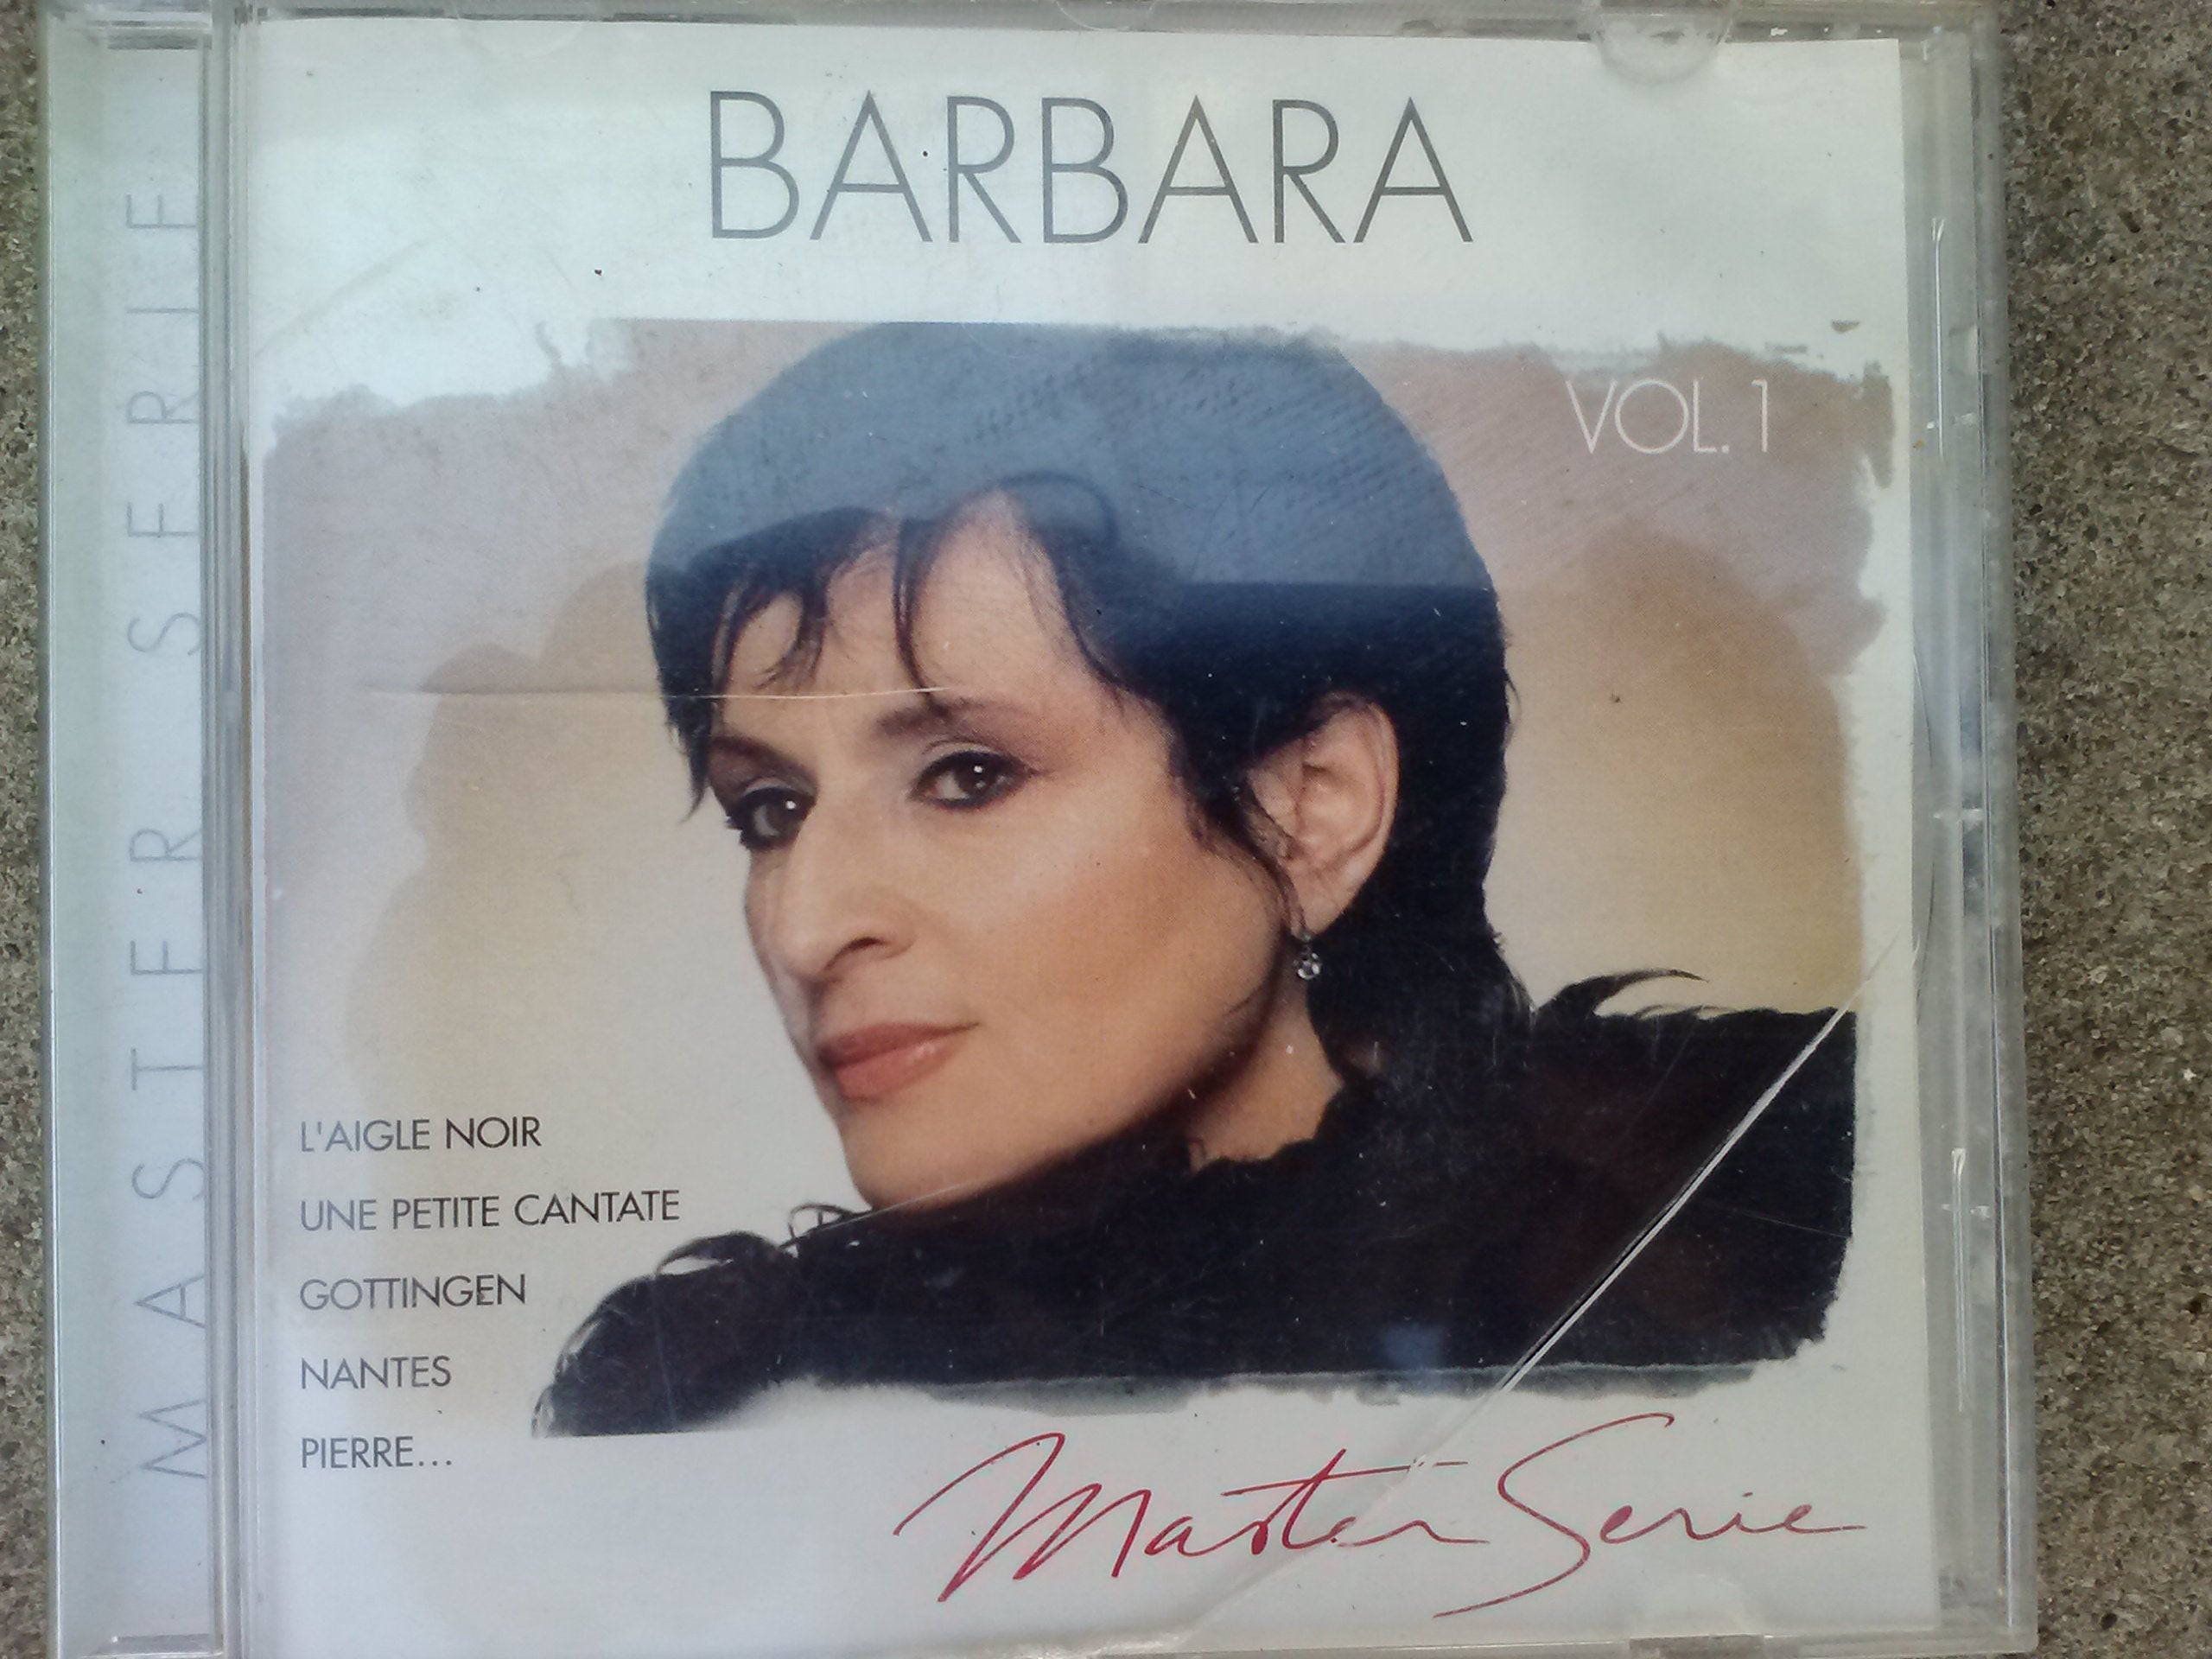 BARBARA
VOL. 1
MASTER SERIE
L'AIGLE NOIR
UNE PETITE CANTATE
GOTTINGEN
NANTES
PIERRE...
Master Serie